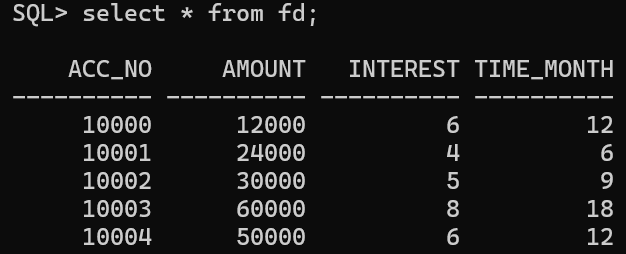 SQL> select * from fd;
ACC_NO AMOUNT INTEREST TIME_MONTH
---------- ---------- ---------- ----------
10000 12000 6 12
10001 24000 4 6
10002 30000 5 9
10003 60000 8 18
10004 50000 6 12